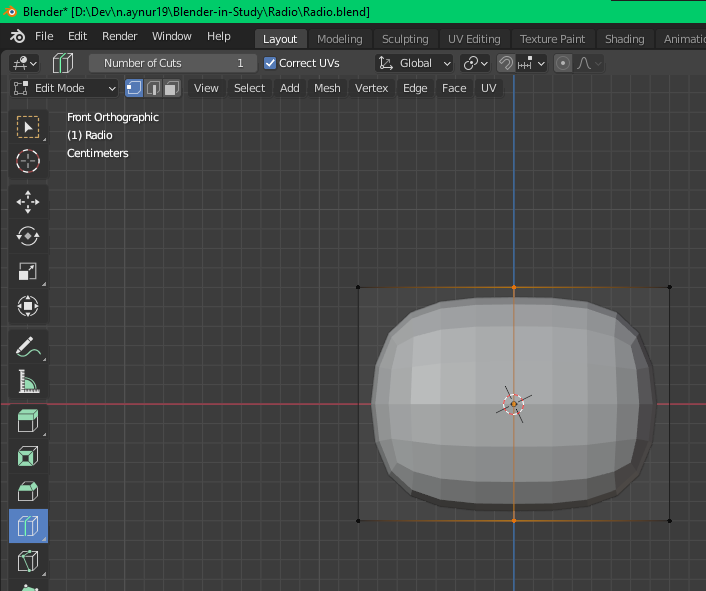 Blender* [D:\Dev\n.aynur19\Blender-in-Study\Radio\Radio.blend]
File Edit Render Window Help Layout Modeling Sculpting UV Editing Texture Paint Shading Animatic
Number of Cuts 1 Correct UVs Global
Edit Mode View Select Add Mesh Vertex Edge Face UV
Front Orthographic
(1) Radio
Centimeters